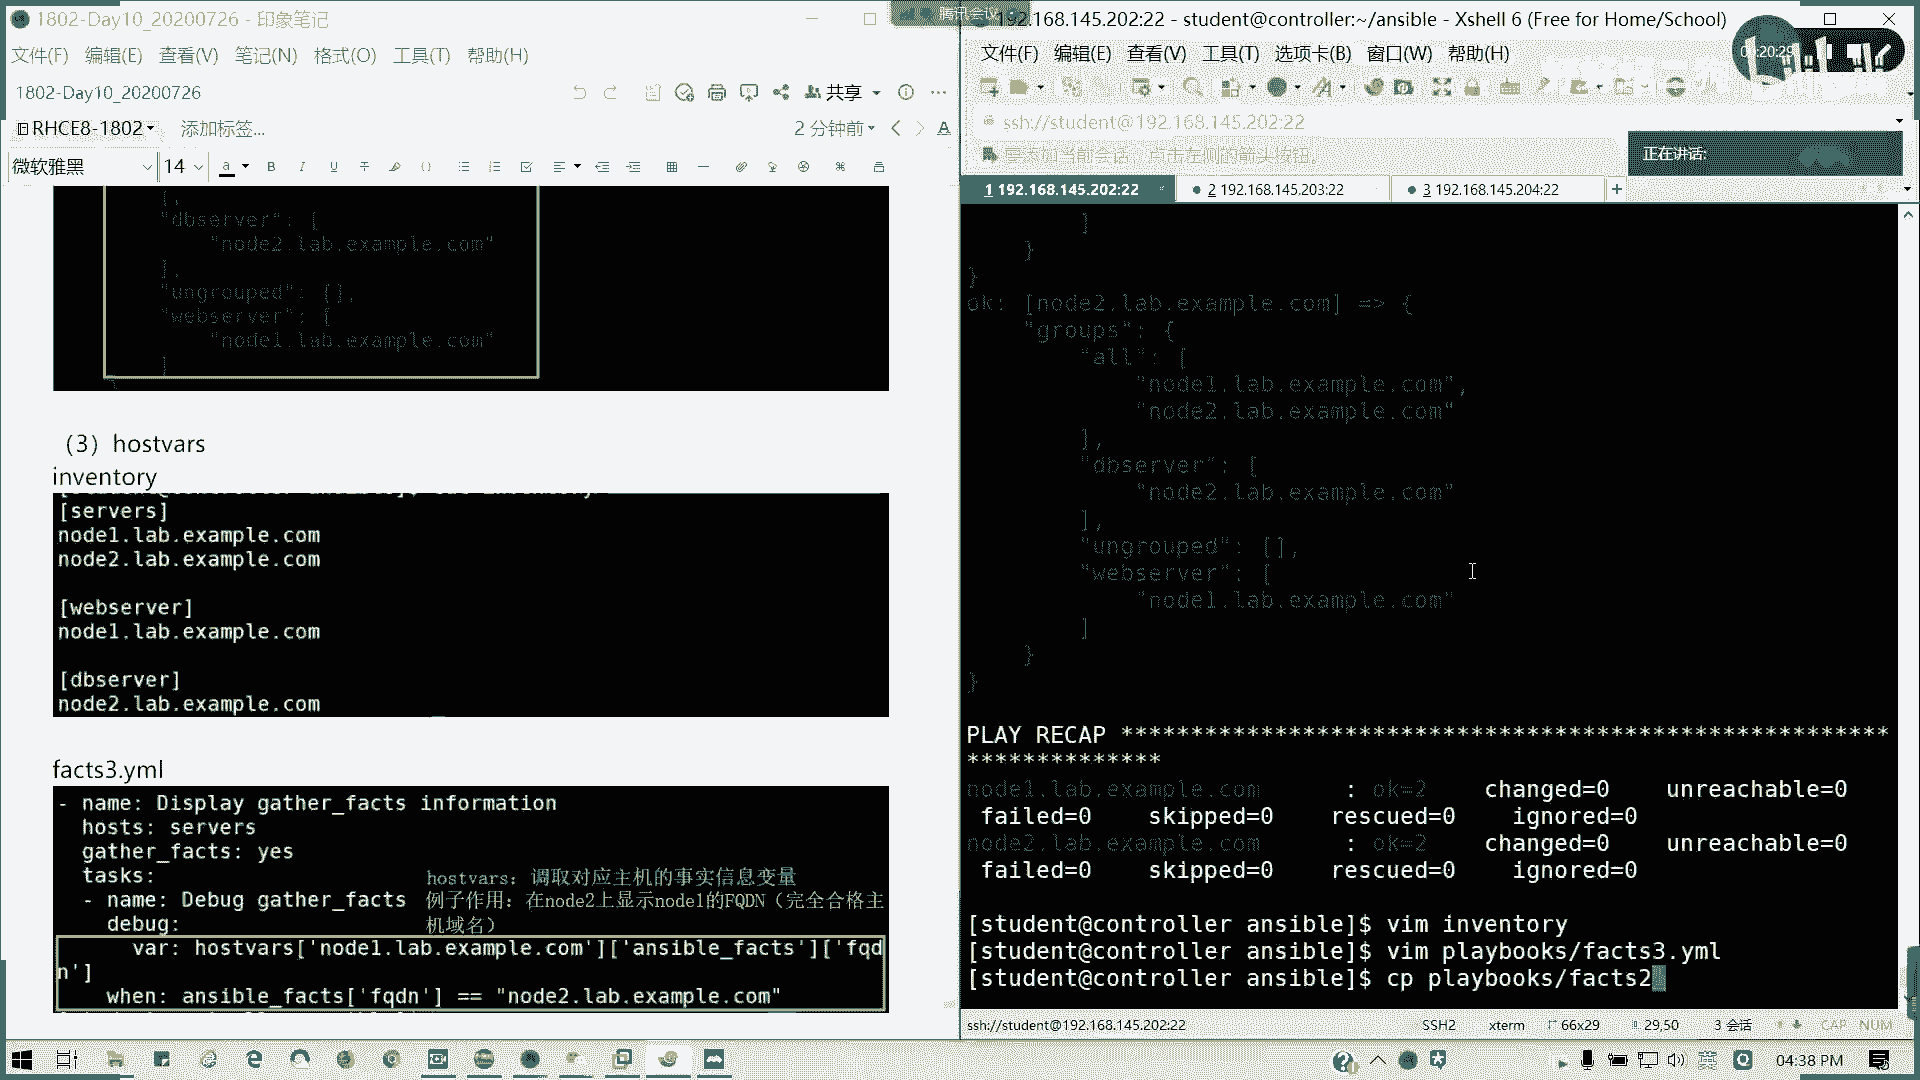 1802-Day10_20200726 - 印象笔记
文件(F) 编辑(E) 查看(V) 笔记(N) 格式(O) 工具(T) 帮助(H)
1802-Day10_20200726
共享
RHCE8-1802 添加标签...
2 分钟前
微软雅黑 14
"dbserver": [
"node2.lab.example.com"
],
"ungrouped": [],
"webserver": [
"node1.lab.example.com"
]
（3）hostvars
inventory
[servers]
node1.lab.example.com
node2.lab.example.com
[webserver]
node1.lab.example.com
[dbserver]
node2.lab.example.com
facts3.yml
- name: Display gather_facts information
hosts: servers
gather_facts: yes
tasks:
- name: Debug gather_facts
debug:
hostvars: 调取对应主机的事实信息变量
例子作用: 在node2上显示node1的FQDN（完全合格主
机域名）
var: hostvars['node1.lab.example.com']['ansible_facts']['fqd
n']
when: ansible_facts['fqdn'] == "node2.lab.example.com"
腾讯会议
192.168.145.202:22 - student@controller:~/ansible - Xshell 6 (Free for Home/School)
文件(F) 编辑(E) 查看(V) 工具(T) 选项卡(B) 窗口(W) 帮助(H)
ssh://student@192.168.145.202:22
要添加当前会话，点击左侧的箭头按钮。
正在讲话:
1 192.168.145.202:22
2 192.168.145.203:22
3 192.168.145.204:22
]
}
}
ok: [node2.lab.example.com] => {
"groups": {
"all": [
"node1.lab.example.com",
"node2.lab.example.com"
],
"dbserver": [
"node2.lab.example.com"
],
"ungrouped": [],
"webserver": [
"node1.lab.example.com"
]
}
}
PLAY RECAP *********************************************************
**************
node1.lab.example.com : ok=2 changed=0 unreachable=0
failed=0 skipped=0 rescued=0 ignored=0
node2.lab.example.com : ok=2 changed=0 unreachable=0
failed=0 skipped=0 rescued=0 ignored=0
[student@controller ansible]$ vim inventory
[student@controller ansible]$ vim playbooks/facts3.yml
[student@controller ansible]$ cp playbooks/facts2
ssh://student@192.168.145.202:22 SSH2 xterm 66x29 29,50 3 会话 CAP NUM
英
04:38 PM